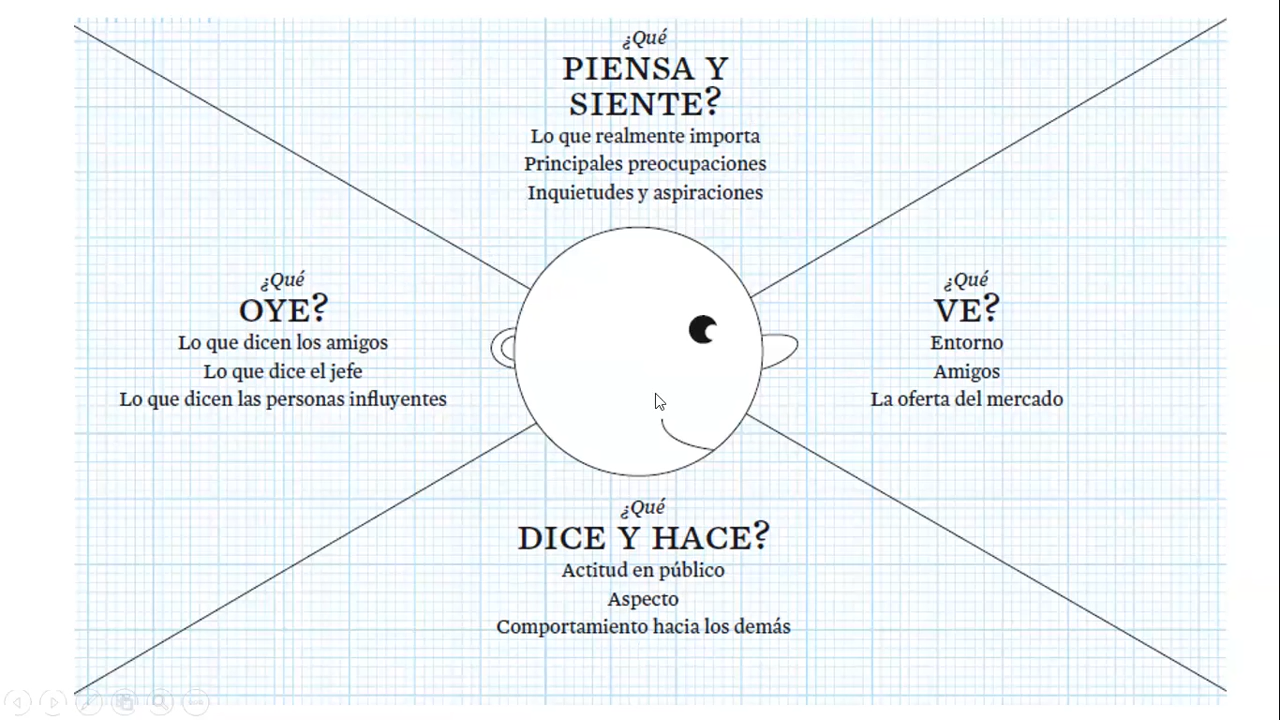 ¿Qué
PIENSA Y
SIENTE?
Lo que realmente importa
Principales preocupaciones
Inquietudes y aspiraciones
¿Qué
OYE?
Lo que dicen los amigos
Lo que dice el jefe
Lo que dicen las personas influyentes
¿Qué
VE?
Entorno
Amigos
La oferta del mercado
¿Qué
DICE Y HACE?
Actitud en público
Aspecto
Comportamiento hacia los demás